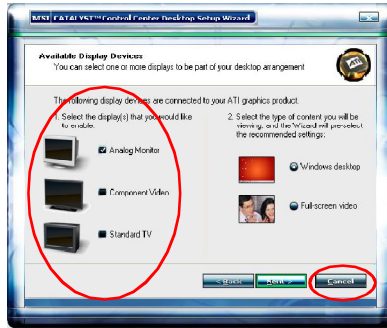 MSI CATALYST™ Control Center Desktop Setup Wizard
Available Display Devices
You can select one or more displays to be part of your desktop arrangement
ATI
The following display devices are connected to your ATI graphics product.
1. Select the display(s) that you would like
to enable:
Analog Monitor
Component Video
Standard TV
2. Select the type of content you will be
viewing, and the Wizard will pre-select
the recommended settings:
Windows desktop
Full-screen video
< Back
Next >
Cancel